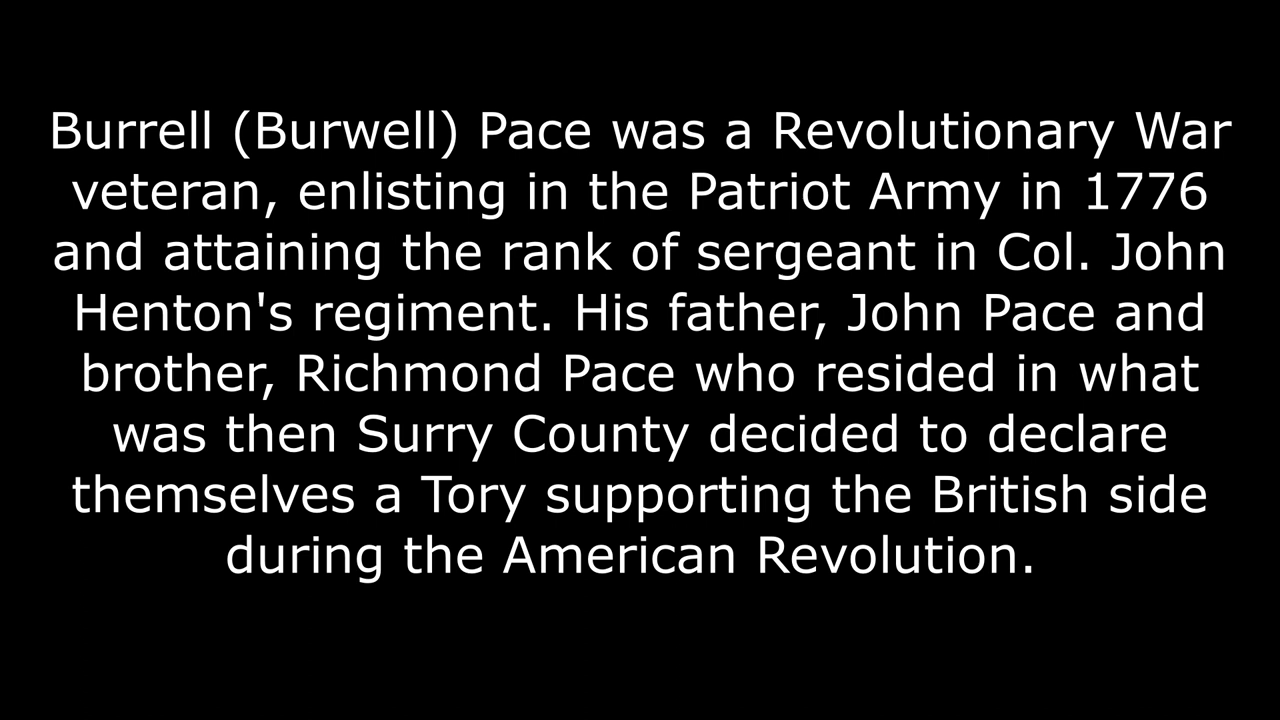 Burrell (Burwell) Pace was a Revolutionary War
veteran, enlisting in the Patriot Army in 1776
and attaining the rank of sergeant in Col. John
Henton's regiment. His father, John Pace and
brother, Richmond Pace who resided in what
was then Surry County decided to declare
themselves a Tory supporting the British side
during the American Revolution.